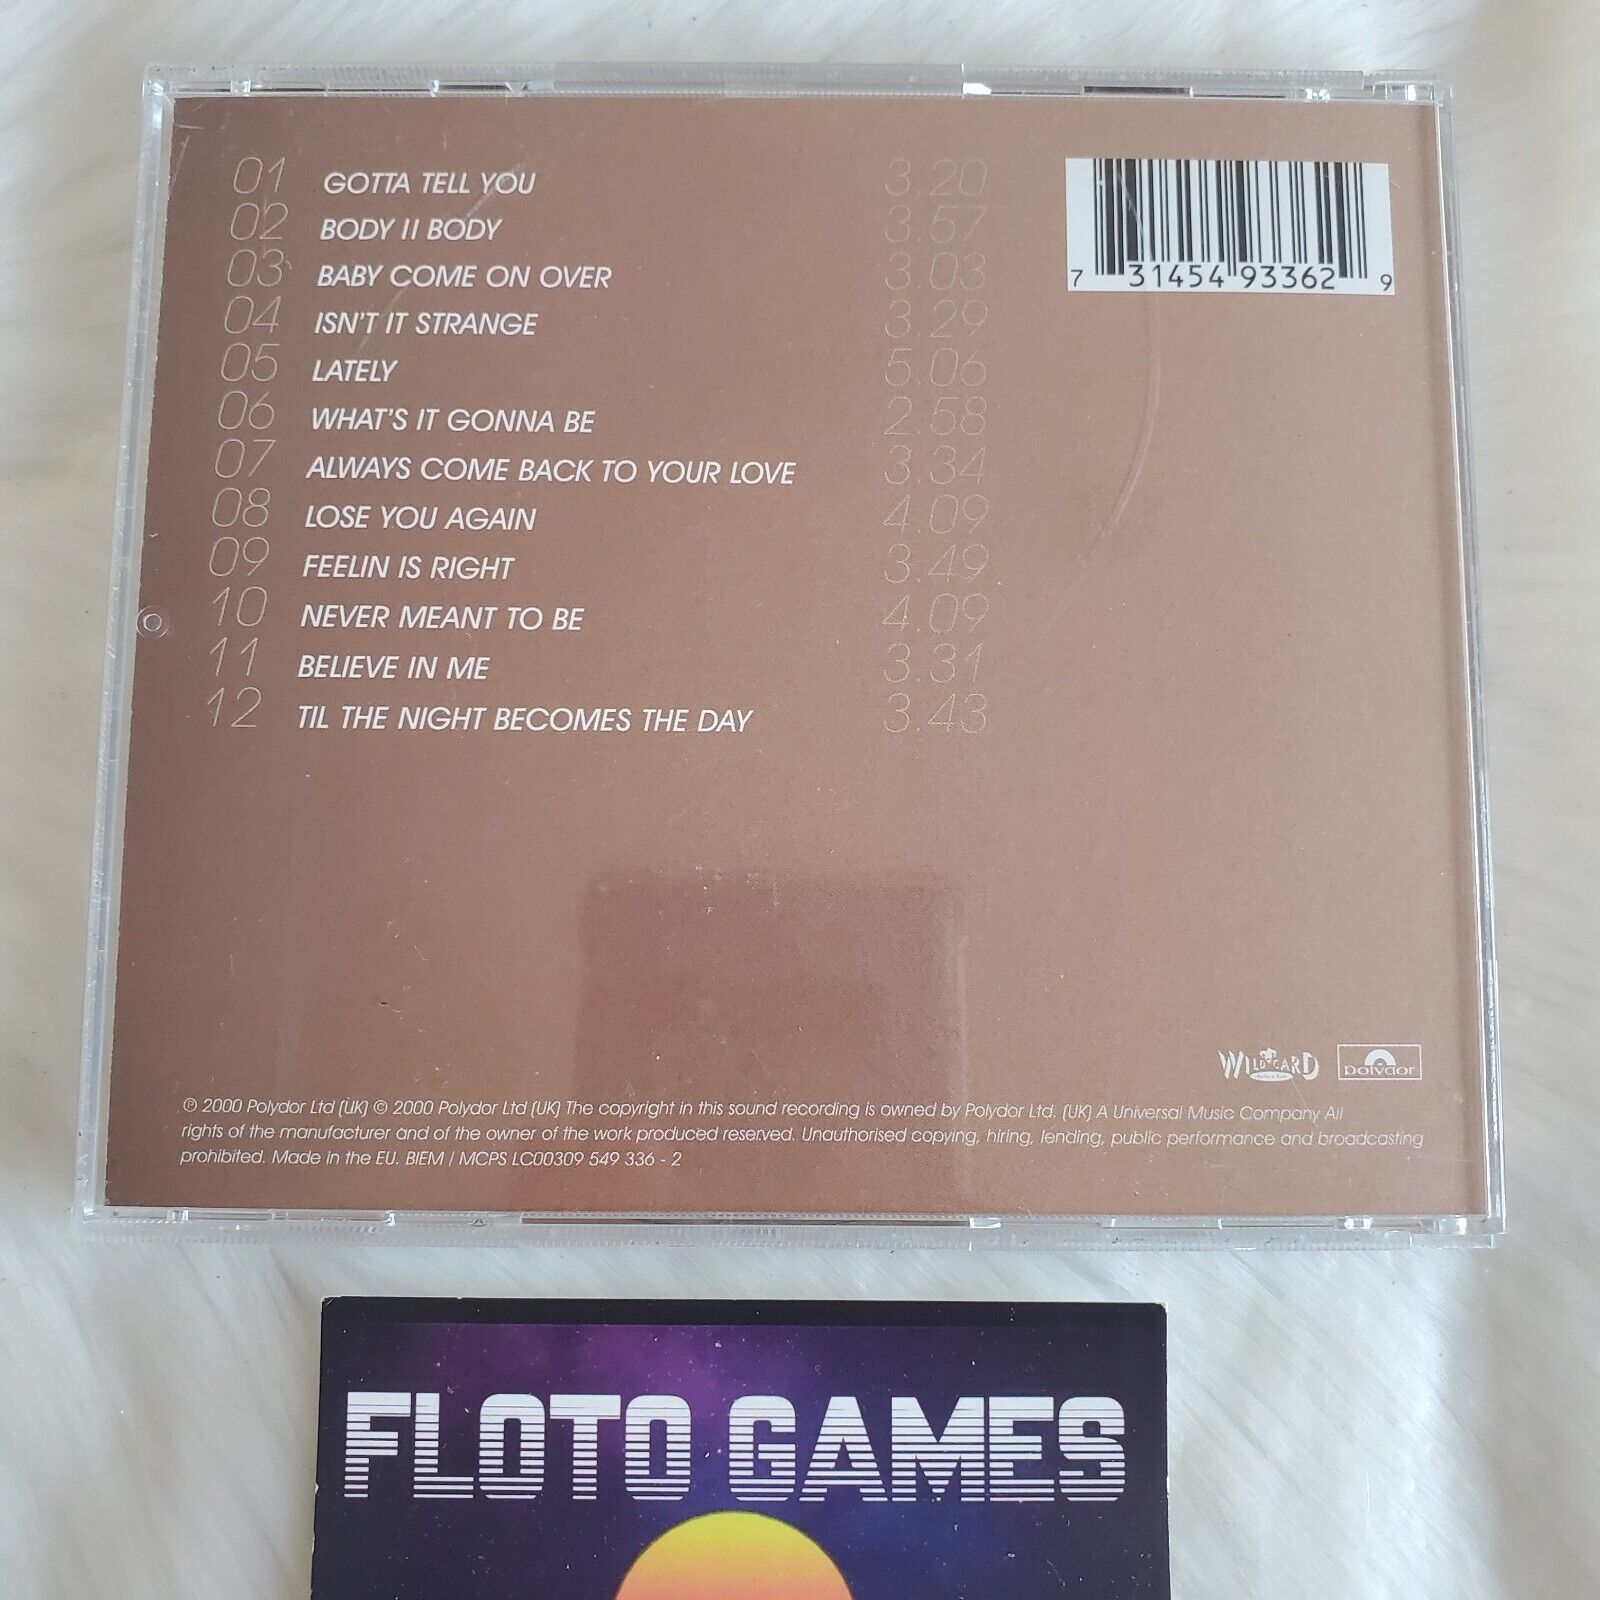 01 GOTTA TELL YOU 3.20
02 BODY II BODY 3.57
03 BABY COME ON OVER 3.03
04 ISN'T IT STRANGE 3.29
05 LATELY 5.06
06 WHAT'S IT GONNA BE 2.58
07 ALWAYS COME BACK TO YOUR LOVE 3.34
08 LOSE YOU AGAIN 4.09
09 FEELIN IS RIGHT 3.49
10 NEVER MEANT TO BE 4.09
11 BELIEVE IN ME 3.31
12 TIL THE NIGHT BECOMES THE DAY 3.43
7 31454 93362 9
WILDCARD
polydor
℗ 2000 Polydor Ltd (UK) © 2000 Polydor Ltd (UK) The copyright in this sound recording is owned by Polydor Ltd. (UK) A Universal Music Company All
rights of the manufacturer and of the owner of the work produced reserved. Unauthorised copying, hiring, lending, public performance and broadcasting
prohibited. Made in the EU. BIEM / MCPS LC00309 549 336 - 2
FLOTO GAMES